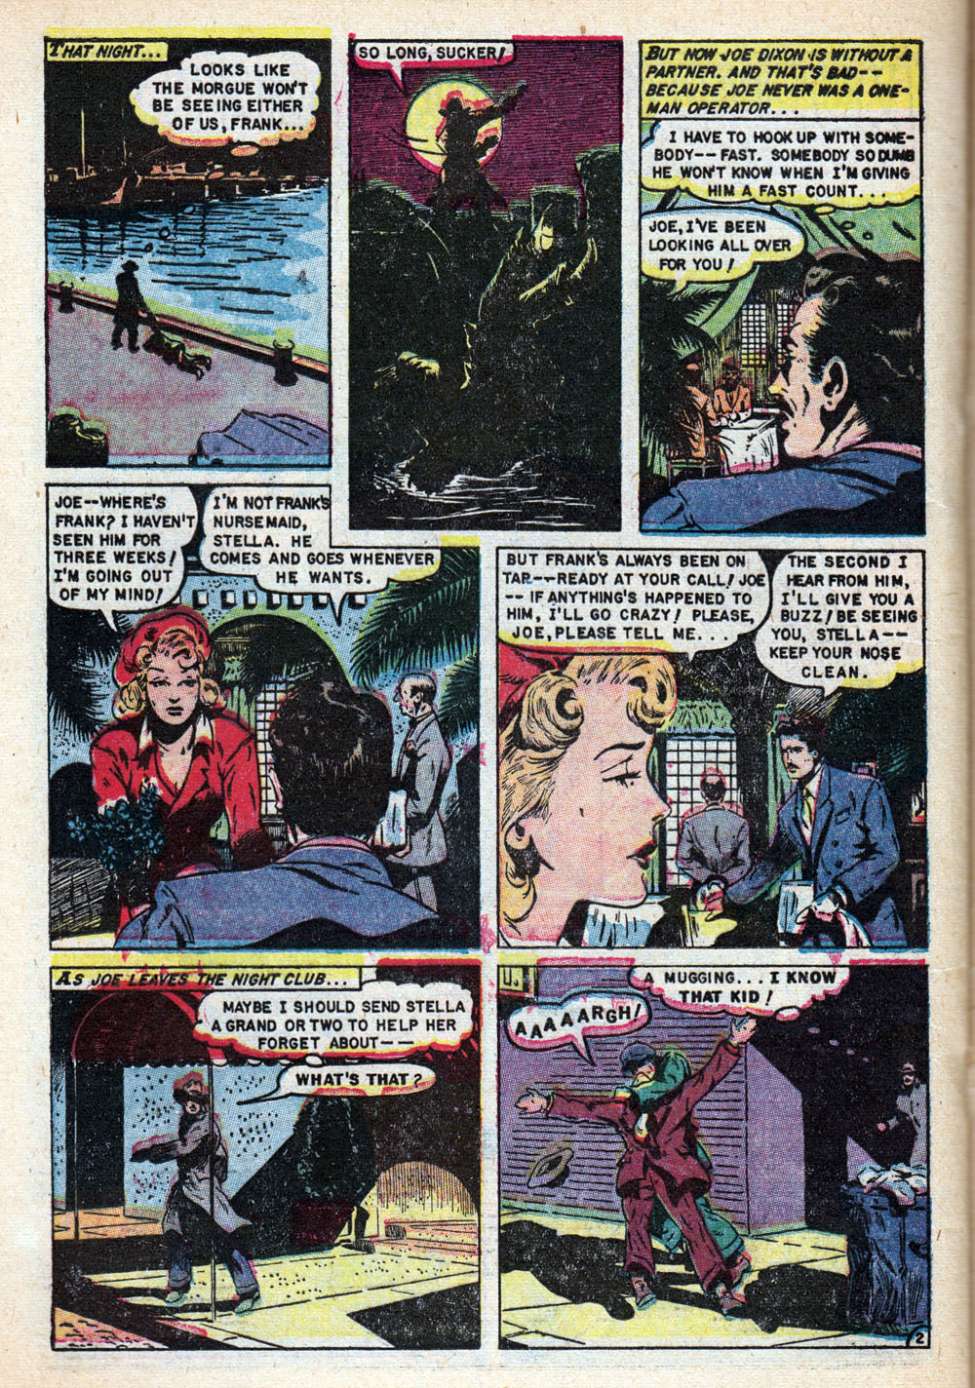 THAT NIGHT...
LOOKS LIKE
THE MORGUE WON'T
BE SEEING EITHER
OF US, FRANK...
SO LONG, SUCKER!
BUT NOW JOE DIXON IS WITHOUT A
PARTNER. AND THAT'S BAD--
BECAUSE JOE NEVER WAS A ONE-
MAN OPERATOR...
I HAVE TO HOOK UP WITH SOME-
BODY-- FAST. SOMEBODY SO DUMB
HE WON'T KNOW WHEN I'M GIVING
HIM A FAST COUNT...
JOE, I'VE BEEN
LOOKING ALL OVER
FOR YOU!
JOE--WHERE'S
FRANK? I HAVEN'T
SEEN HIM FOR
THREE WEEKS!
I'M GOING OUT
OF MY MIND!
I'M NOT FRANK'S
NURSEMAID,
STELLA. HE
COMES AND GOES WHENEVER
HE WANTS.
BUT FRANK'S ALWAYS BEEN ON
TAP--READY AT YOUR CALL! JOE
-- IF ANYTHING'S HAPPENED TO
HIM, I'LL GO CRAZY! PLEASE,
JOE, PLEASE TELL ME...
THE SECOND I
HEAR FROM HIM,
I'LL GIVE YOU A
BUZZ! BE SEEING
YOU, STELLA--
KEEP YOUR NOSE
CLEAN.
AS JOE LEAVES THE NIGHT CLUB...
MAYBE I SHOULD SEND STELLA
A GRAND OR TWO TO HELP HER
FORGET ABOUT--
WHAT'S THAT?
AAAAARGH!
A MUGGING... I KNOW
THAT KID!
2